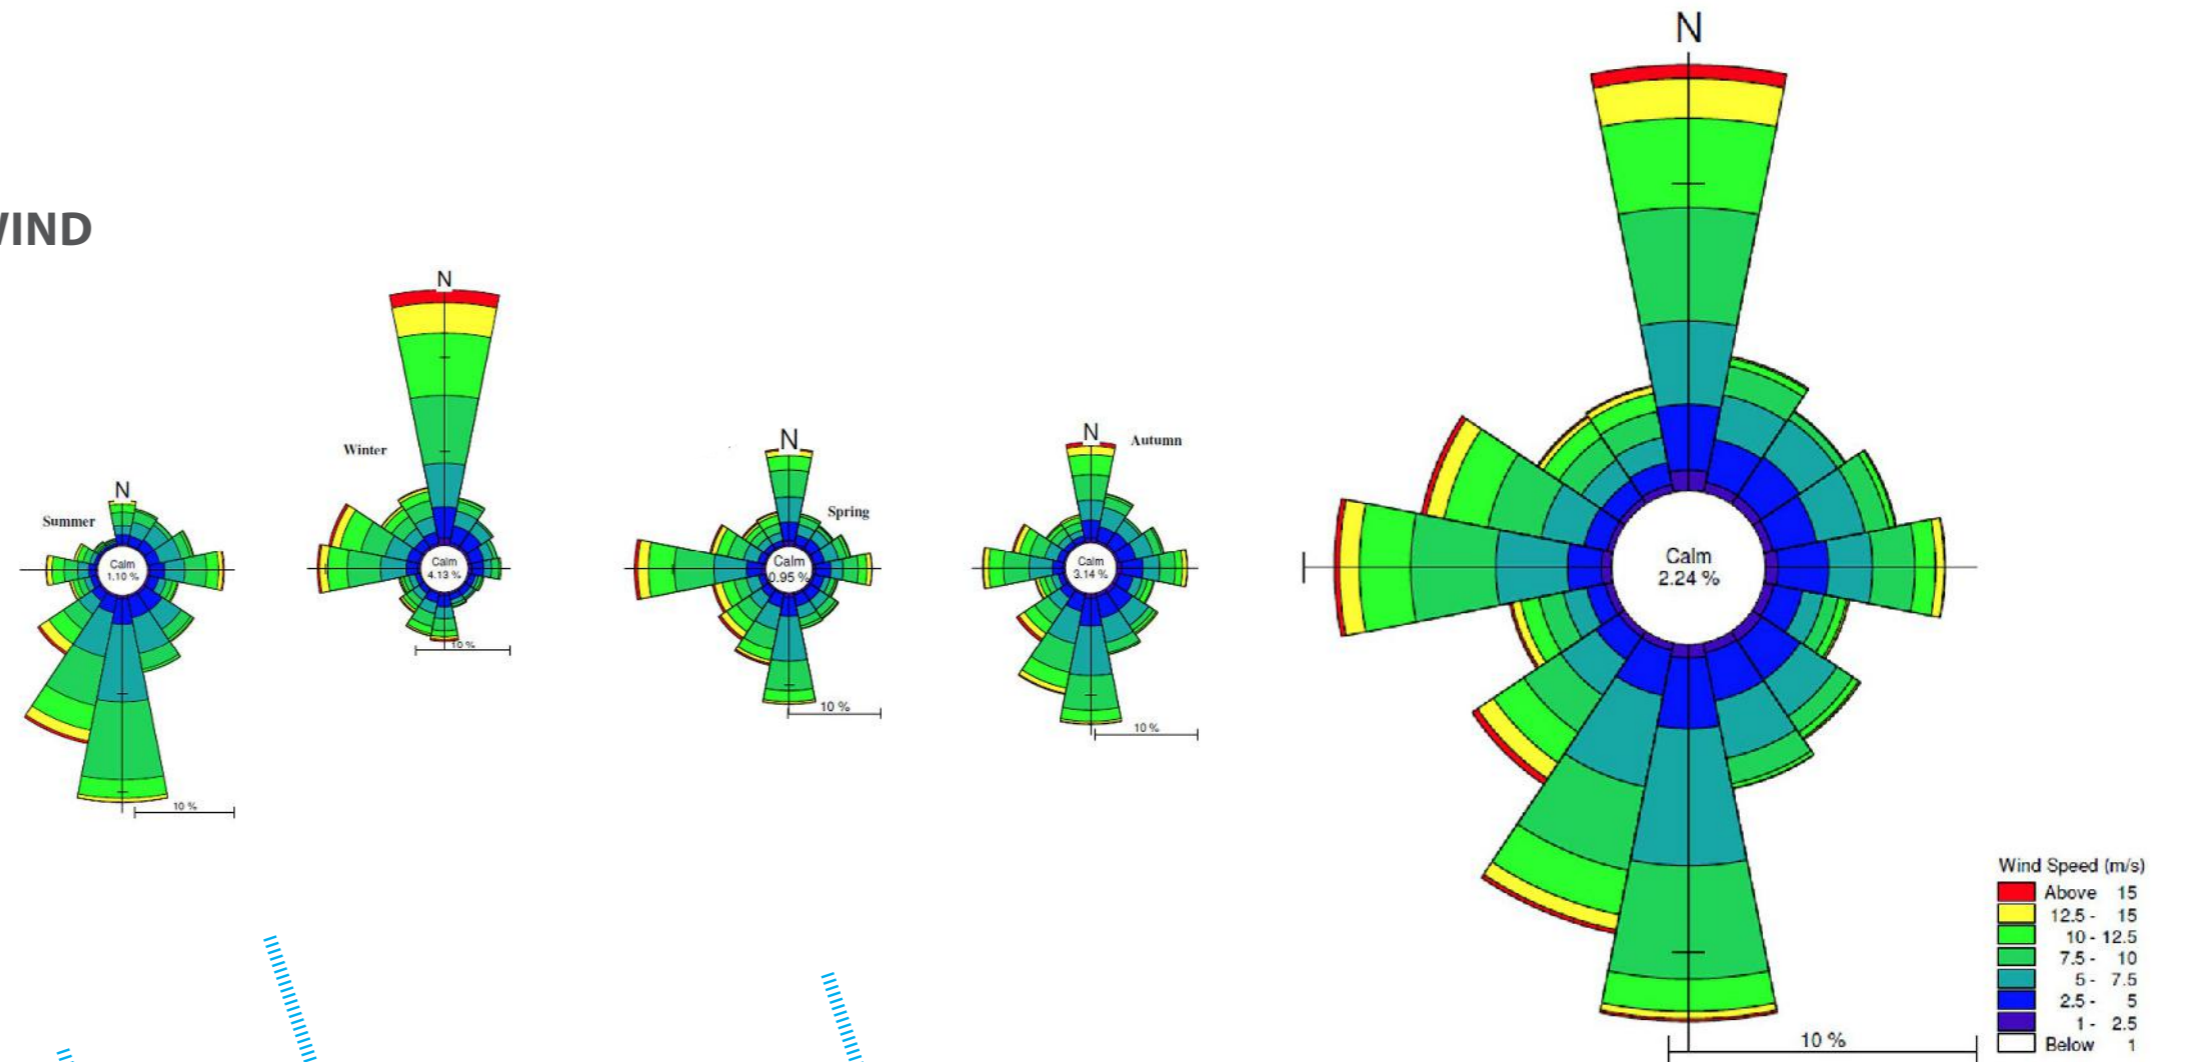 WIND
N
Summer
Calm
1.10 %
10 %
N
Winter
Calm
4.13 %
10 %
N
Spring
Calm
0.95 %
10 %
N
Autumn
Calm
3.14 %
10 %
N
Calm
2.24 %
10 %
Wind Speed (m/s)
Above 15
12.5 - 15
10 - 12.5
7.5 - 10
5 - 7.5
2.5 - 5
1 - 2.5
Below 1